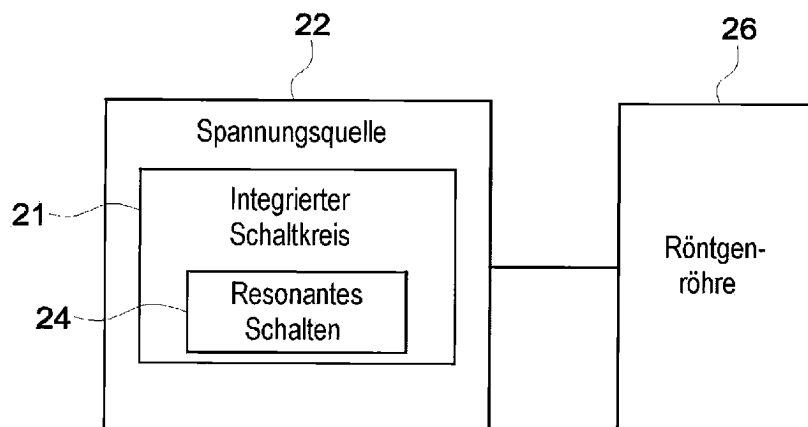 22
26
Spannungsquelle
21
Integrierter
Schaltkreis
24
Resonantes
Schalten
Röntgen-
röhre